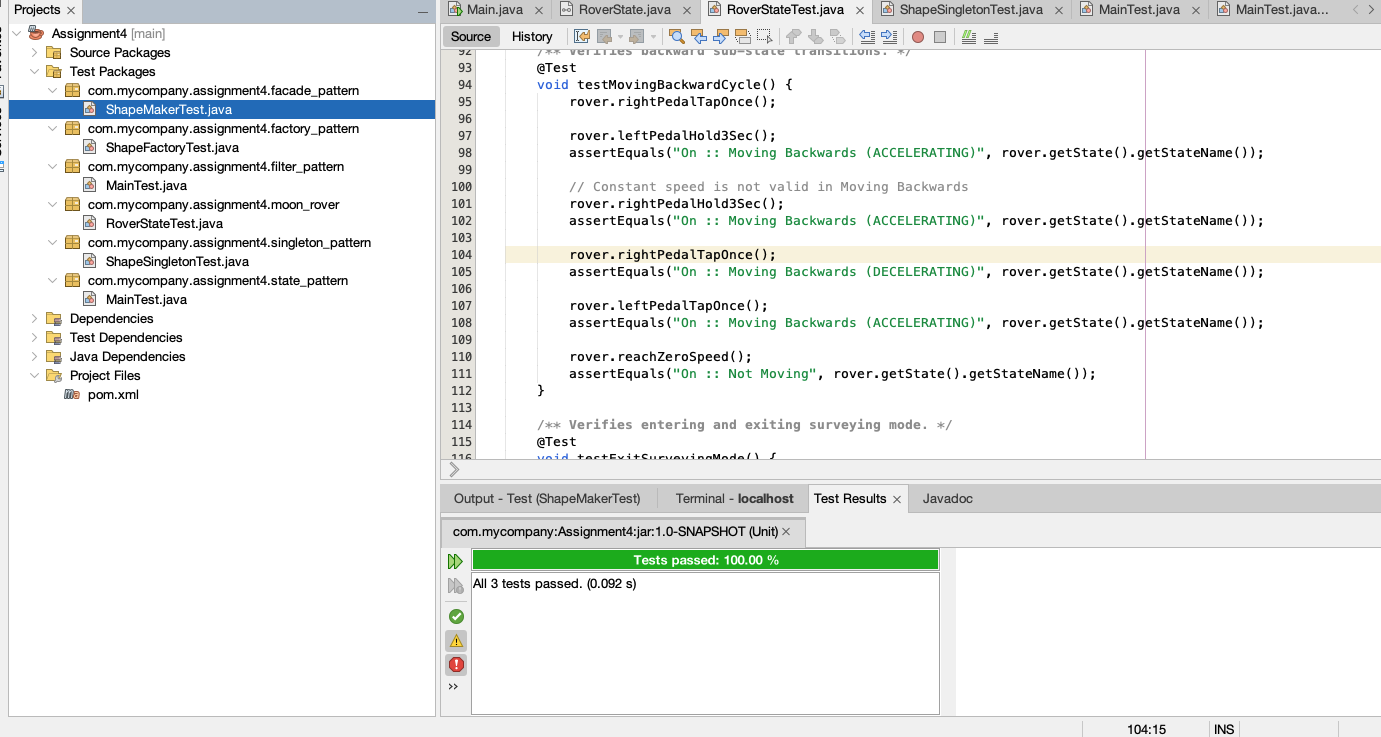 Projects
Assignment4 [main]
Source Packages
Test Packages
com.mycompany.assignment4.facade_pattern
ShapeMakerTest.java
com.mycompany.assignment4.factory_pattern
ShapeFactoryTest.java
com.mycompany.assignment4.filter_pattern
MainTest.java
com.mycompany.assignment4.moon_rover
RoverStateTest.java
com.mycompany.assignment4.singleton_pattern
ShapeSingletonTest.java
com.mycompany.assignment4.state_pattern
MainTest.java
Dependencies
Test Dependencies
Java Dependencies
Project Files
pom.xml
Main.java RoverState.java RoverStateTest.java ShapeSingletonTest.java MainTest.java MainTest.java...
Source History
92 /** Verifies backward sub-state transitions. */
93 @Test
94 void testMovingBackwardCycle() {
95 rover.rightPedalTapOnce();
96
97 rover.leftPedalHold3Sec();
98 assertEquals("On :: Moving Backwards (ACCELERATING)", rover.getState().getStateName());
99
100 // Constant speed is not valid in Moving Backwards
101 rover.rightPedalHold3Sec();
102 assertEquals("On :: Moving Backwards (ACCELERATING)", rover.getState().getStateName());
103
104 rover.rightPedalTapOnce();
105 assertEquals("On :: Moving Backwards (DECELERATING)", rover.getState().getStateName());
106
107 rover.leftPedalTapOnce();
108 assertEquals("On :: Moving Backwards (ACCELERATING)", rover.getState().getStateName());
109
110 rover.reachZeroSpeed();
111 assertEquals("On :: Not Moving", rover.getState().getStateName());
112 }
113
114 /** Verifies entering and exiting surveying mode. */
115 @Test
116 void testExitSurveyingMode() {
Output - Test (ShapeMakerTest) Terminal - localhost Test Results Javadoc
com.mycompany:Assignment4:jar:1.0-SNAPSHOT (Unit)
Tests passed: 100.00 %
All 3 tests passed. (0.092 s)
104:15 INS